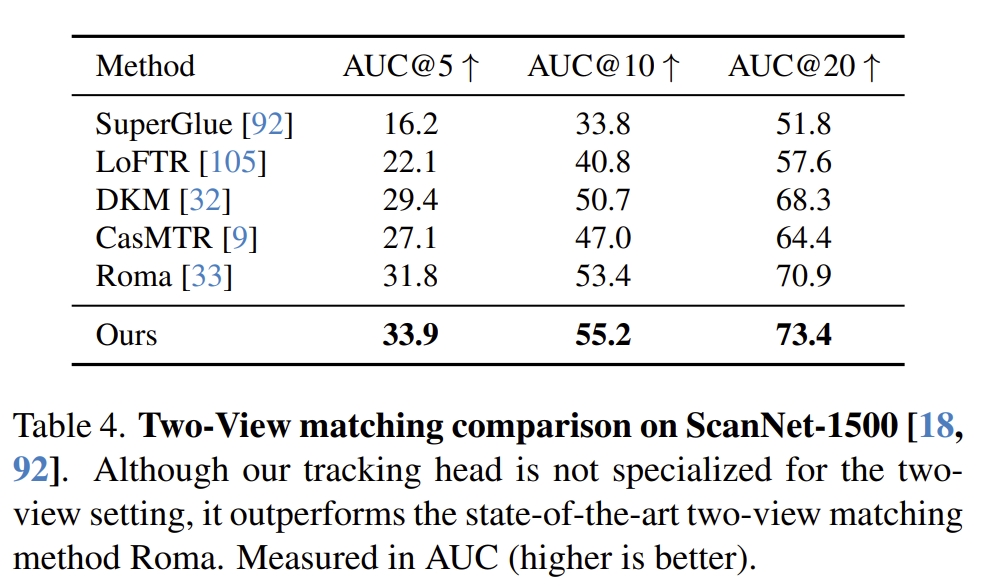 Method AUC@5 ↑ AUC@10 ↑ AUC@20 ↑
SuperGlue [92] 16.2 33.8 51.8
LoFTR [105] 22.1 40.8 57.6
DKM [32] 29.4 50.7 68.3
CasMTR [9] 27.1 47.0 64.4
Roma [33] 31.8 53.4 70.9
Ours 33.9 55.2 73.4
Table 4. Two-View matching comparison on ScanNet-1500 [18,
92]. Although our tracking head is not specialized for the two-
view setting, it outperforms the state-of-the-art two-view matching
method Roma. Measured in AUC (higher is better).